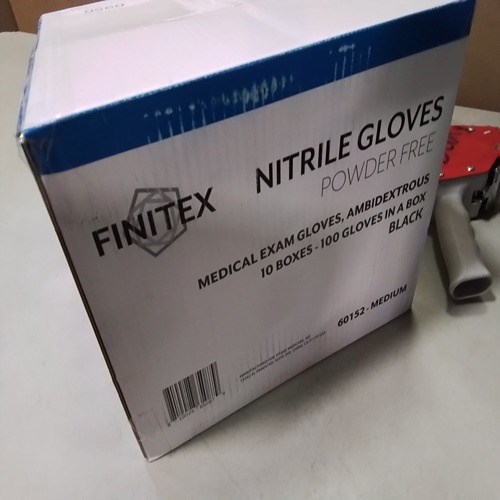 FINITEX
NITRILE GLOVES
POWDER FREE
MEDICAL EXAM GLOVES, AMBIDEXTROUS
10 BOXES - 100 GLOVES IN A BOX
BLACK
60152 - MEDIUM